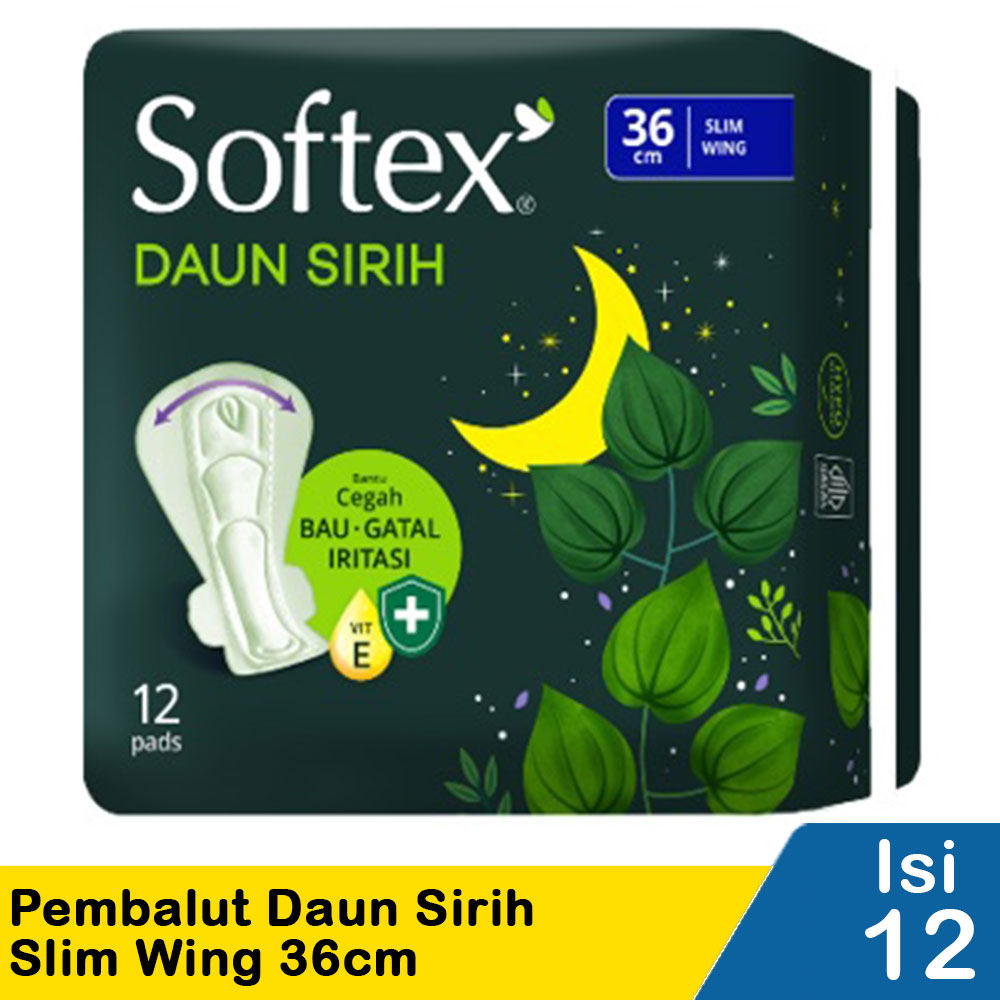 Softex®
DAUN SIRIH
36
cm
SLIM
WING
Bantu
Cegah
BAU · GATAL
IRITASI
VIT
E
12
pads
HALAL
Pembalut Daun Sirih
Slim Wing 36cm
Isi
12